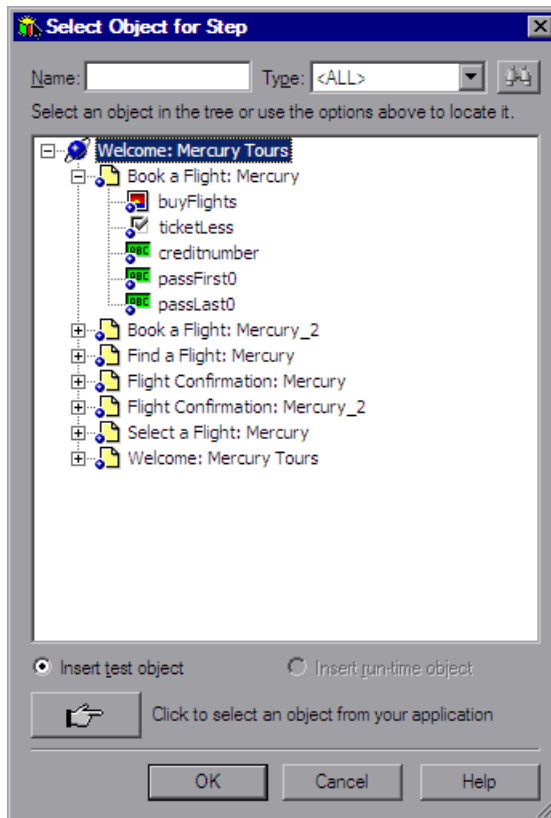 Select Object for Step
Name: Type: <ALL>
Select an object in the tree or use the options above to locate it.
Welcome: Mercury Tours
Book a Flight: Mercury
buyFlights
ticketLess
ABC creditnumber
ABC passFirst0
ABC passLast0
Book a Flight: Mercury_2
Find a Flight: Mercury
Flight Confirmation: Mercury
Flight Confirmation: Mercury_2
Select a Flight: Mercury
Welcome: Mercury Tours
Insert test object Insert run-time object
Click to select an object from your application
OK Cancel Help